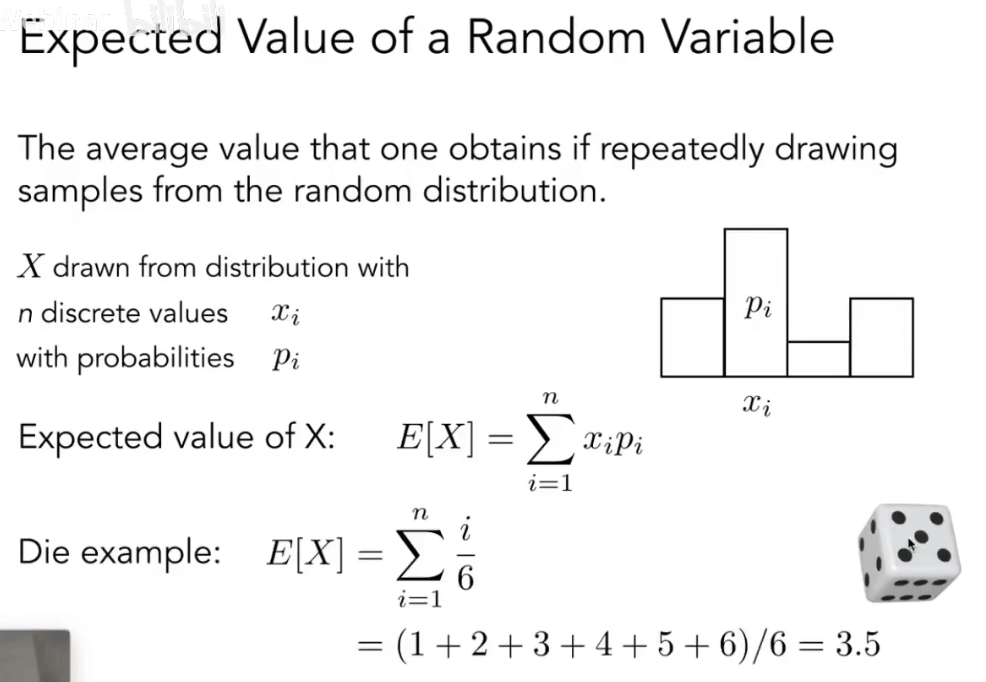 Expected Value of a Random Variable
The average value that one obtains if repeatedly drawing
samples from the random distribution.
X drawn from distribution with
n discrete values x_i
with probabilities p_i
p_i
x_i
Expected value of X: E[X] = \sum_{i=1}^{n} x_i p_i
Die example: E[X] = \sum_{i=1}^{n} \frac{i}{6}
= (1 + 2 + 3 + 4 + 5 + 6)/6 = 3.5